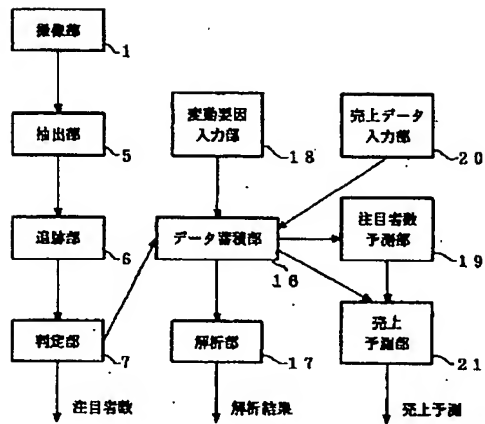 撮像部
1
抽出部
5
追跡部
6
判定部
7
注目者数
変動要因
入力部
18
データ蓄積部
16
解析部
17
解析結果
売上データ
入力部
20
注目者数
予測部
19
売上
予測部
21
売上予測